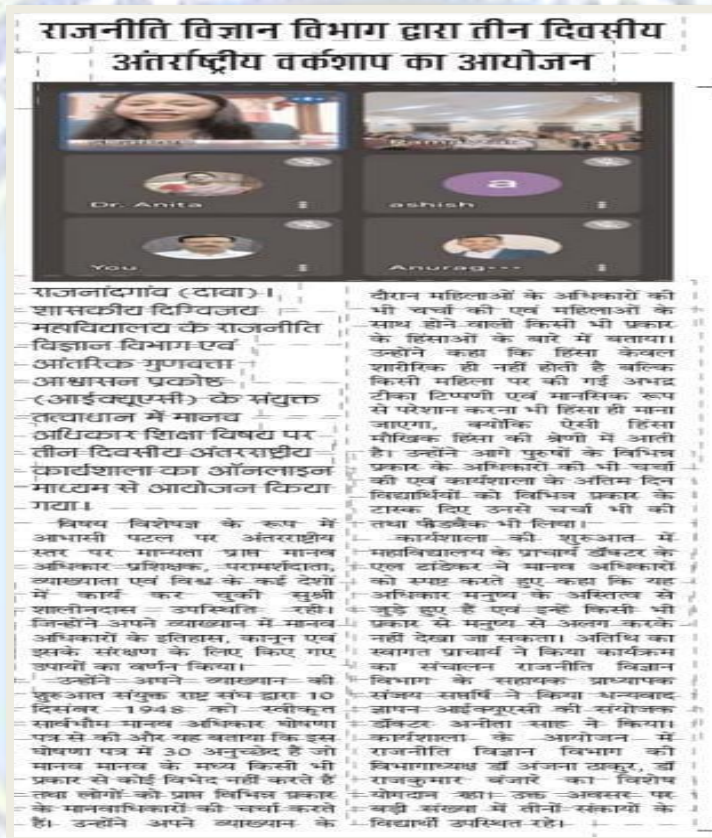 राजनीति विज्ञान विभाग द्वारा तीन दिवसीय
अंतर्राष्ट्रीय वर्कशाप का आयोजन
Dr. Anita
ashish
a
You
Anurag---
राजनांदगांव (दावा)।
शासकीय दिग्विजय
महाविद्यालय के राजनीति
विज्ञान विभाग एवं
आंतरिक गुणवत्ता
आश्वासन प्रकोष्ठ
(आईक्यूएसी) के संयुक्त
तत्वाधान में मानव
अधिकार शिक्षा विषय पर
तीन दिवसीय अंतरराष्ट्रीय
कार्यशाला का ऑनलाइन
माध्यम से आयोजन किया
गया।
विषय विशेषज्ञ के रूप में
आभासी पटल पर अंतरराष्ट्रीय
स्तर पर मान्यता प्राप्त मानव
अधिकार प्रशिक्षक, परामर्शदाता,
व्याख्याता एवं विश्व के कई देशों
में कार्य कर चुकी सुश्री
शालीनदास उपस्थिति रही।
जिन्होंने अपने व्याख्यान में मानव
अधिकारों के इतिहास, कानून एवं
इसके संरक्षण के लिए किए गए
उपायों का वर्णन किया।
उन्होंने अपने व्याख्यान की
शुरुआत संयुक्त राष्ट्र संघ द्वारा 10
दिसंबर 1948 को स्वीकृत
सार्वभौम मानव अधिकार घोषणा
पत्र से की और यह बताया कि इस
घोषणा पत्र में 30 अनुच्छेद है जो
मानव मानव के मध्य किसी भी
प्रकार से कोई विभेद नहीं करते है
तथा लोगों को प्राप्त विभिन्न प्रकार
के मानवाधिकारों की चर्चा करते
हैं। उन्होंने अपने व्याख्यान के
दौरान महिलाओं के अधिकारों की
भी चर्चा की एवं महिलाओं के
साथ होने वाली किसी भी प्रकार
के हिंसाओं के बारे में बताया।
उन्होंने कहा कि हिंसा केवल
शारीरिक ही नहीं होती है बल्कि
किसी महिला पर की गई अभद्र
टीका टिप्पणी एवं मानसिक रूप
से परेशान करना भी हिंसा ही माना
जाएगा, क्योंकि ऐसी हिंसा
मौखिक हिंसा की श्रेणी में आती
है। उन्होंने आगे पुरुषों के विभिन्न
प्रकार के अधिकारों की भी चर्चा
की एवं कार्यशाला के अंतिम दिन
विद्यार्थियों को विभिन्न प्रकार के
टास्क दिए उनसे चर्चा भी की
तथा फीडबैक भी लिया।
कार्यशाला की शुरुआत में
महाविद्यालय के प्राचार्य डॉक्टर के
एल टांडेकर ने मानव अधिकारों
को स्पष्ट करते हुए कहा कि यह
अधिकार मनुष्य के अस्तित्व से
जुड़े हुए हैं एवं इन्हें किसी भी
प्रकार से मनुष्य से अलग करके
नहीं देखा जा सकता। अतिथि का
स्वागत प्राचार्य ने किया कार्यक्रम
का संचालन राजनीति विज्ञान
विभाग के सहायक प्राध्यापक
संजय सप्तर्षि ने किया धन्यवाद
ज्ञापन आईक्यूएसी की संयोजक
डॉक्टर अनीता साह ने किया।
कार्यशाला के आयोजन में
राजनीति विज्ञान विभाग की
विभागाध्यक्ष डॉ अंजना ठाकुर, डॉ
राजकुमार बंजारे का विशेष
योगदान रहा। उक्त अवसर पर
बड़ी संख्या में तीनों संकायों के
विद्यार्थी उपस्थित रहे।